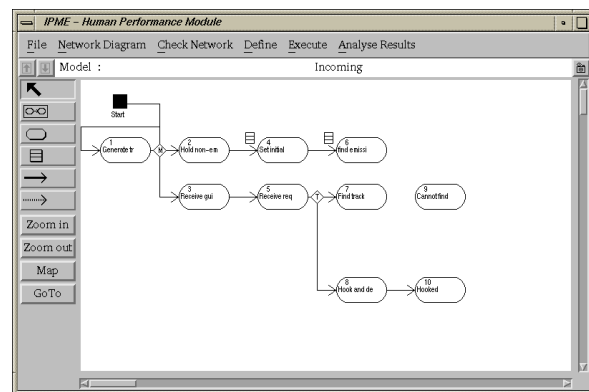 IPME – Human Performance Module
File Network Diagram Check Network Define Execute Analyse Results
Model : Incoming
Start
1
Generate tr
M
2
Hold non-em
4
Set initial
6
find emissi
3
Receive gui
5
Receive req
T
7
Find track
9
Cannot find
8
Hook and de
10
Hooked
Zoom in
Zoom out
Map
GoTo